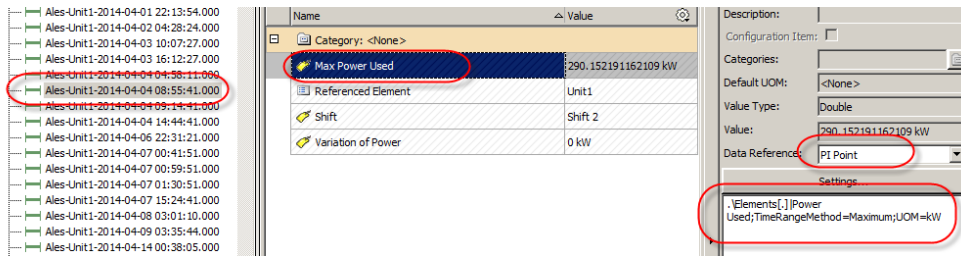 Ales-Unit1-2014-04-01 22:13:54.000
Ales-Unit1-2014-04-02 04:28:24.000
Ales-Unit1-2014-04-03 10:07:27.000
Ales-Unit1-2014-04-03 16:12:27.000
Ales-Unit1-2014-04-04 04:58:11.000
Ales-Unit1-2014-04-04 08:55:41.000
Ales-Unit1-2014-04-04 09:14:41.000
Ales-Unit1-2014-04-04 14:44:41.000
Ales-Unit1-2014-04-06 22:31:21.000
Ales-Unit1-2014-04-07 00:41:51.000
Ales-Unit1-2014-04-07 00:59:51.000
Ales-Unit1-2014-04-07 01:30:51.000
Ales-Unit1-2014-04-07 15:24:41.000
Ales-Unit1-2014-04-08 03:01:10.000
Ales-Unit1-2014-04-09 03:35:44.000
Ales-Unit1-2014-04-14 00:38:05.000
Name Value
Category: <None>
Max Power Used 290.152191162109 kW
Referenced Element Unit1
Shift Shift 2
Variation of Power 0 kW
Description:
Configuration Item:
Categories:
Default UOM: <None>
Value Type: Double
Value: 290.152191162109 kW
Data Reference: PI Point
Settings...
.\Elements[.]|Power
Used;TimeRangeMethod=Maximum;UOM=kW